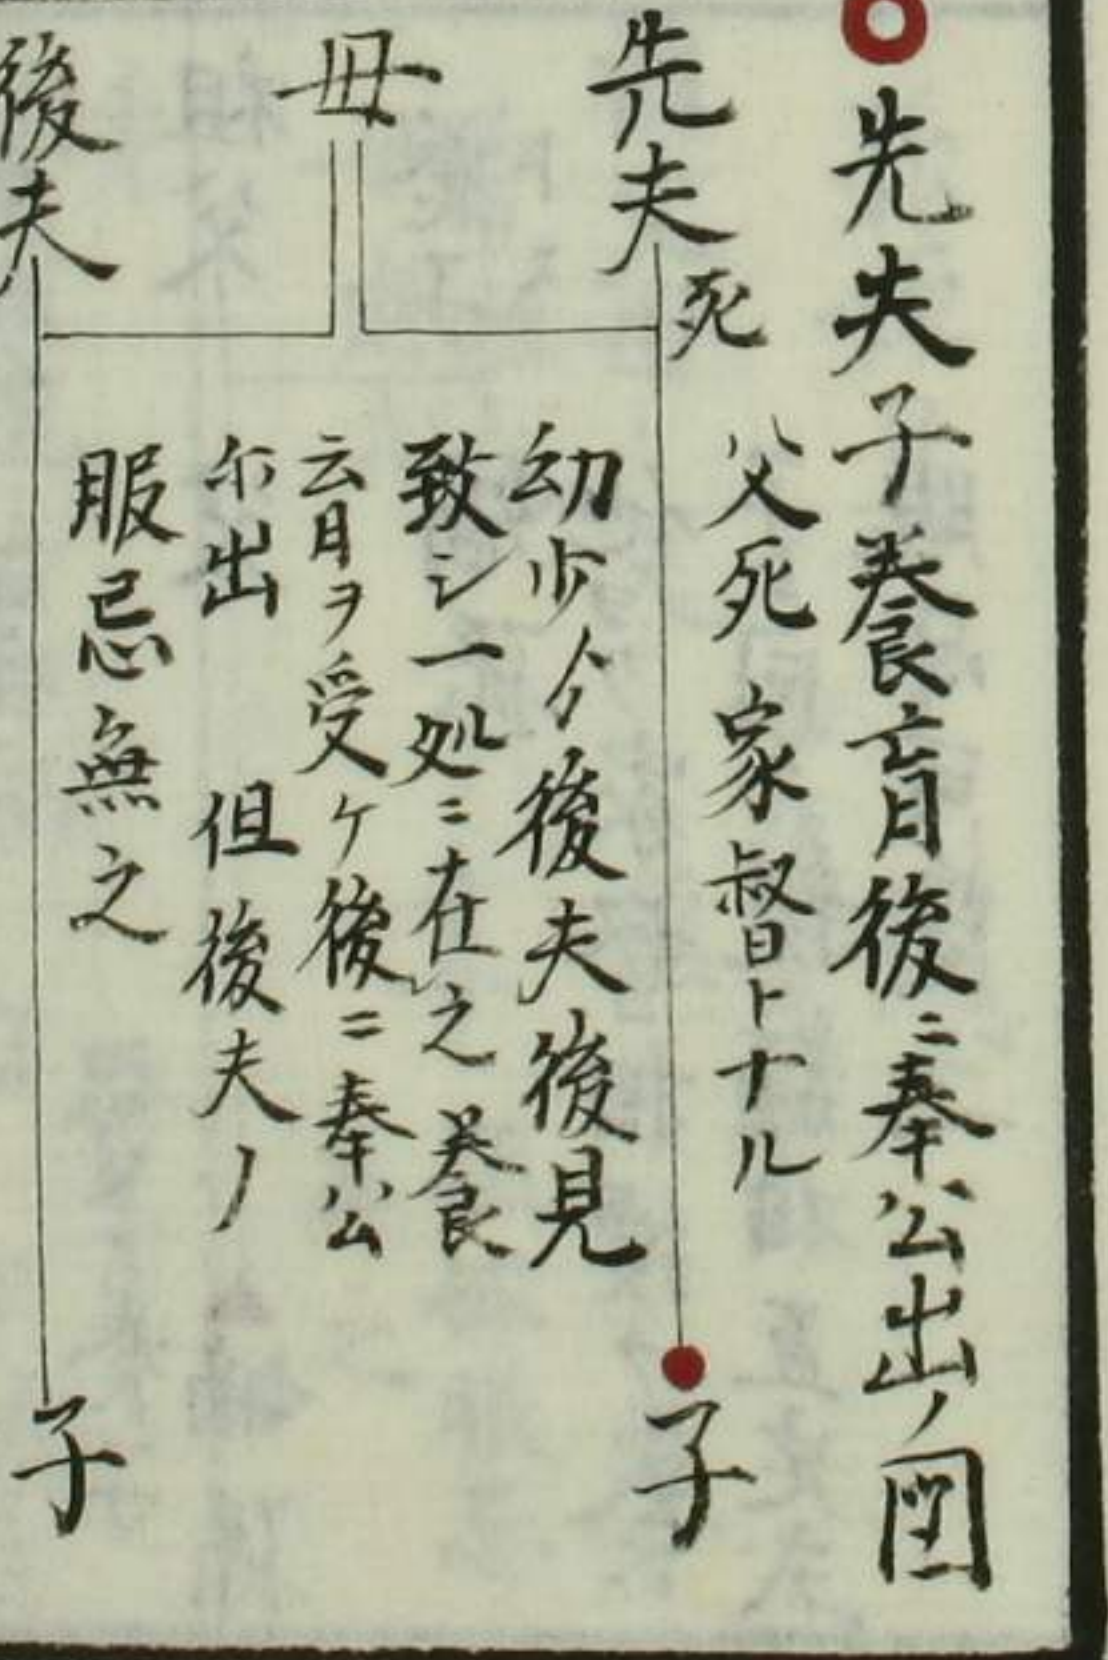 先夫子養育後ニ奉公出ノ図
先夫
死
父死 家督トナル
子
幼少ゟ後夫後見
致シ一処ニ在之 養
育ヲ受ケ後ニ奉公
尓出 但後夫ノ
服忌無之
母
後夫
子